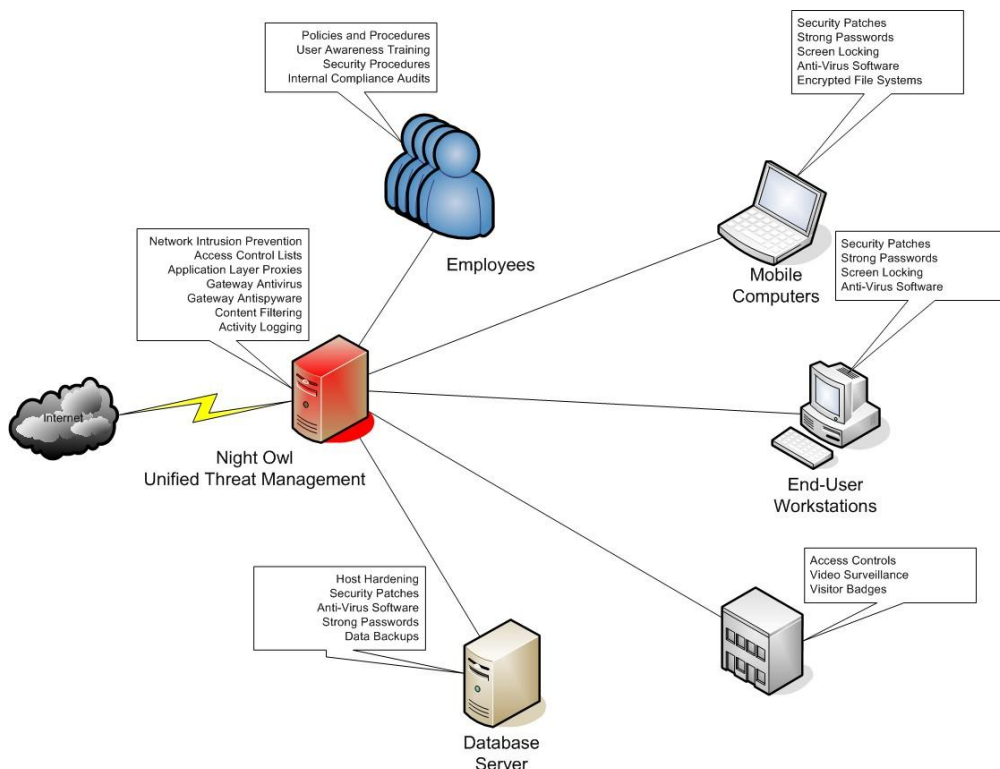 Policies and Procedures
User Awareness Training
Security Procedures
Internal Compliance Audits
Employees
Security Patches
Strong Passwords
Screen Locking
Anti-Virus Software
Encrypted File Systems
Mobile
Computers
Network Intrusion Prevention
Access Control Lists
Application Layer Proxies
Gateway Antivirus
Gateway Antispyware
Content Filtering
Activity Logging
Internet
Night Owl
Unified Threat Management
Security Patches
Strong Passwords
Screen Locking
Anti-Virus Software
End-User
Workstations
Host Hardening
Security Patches
Anti-Virus Software
Strong Passwords
Data Backups
Database
Server
Access Controls
Video Surveillance
Visitor Badges